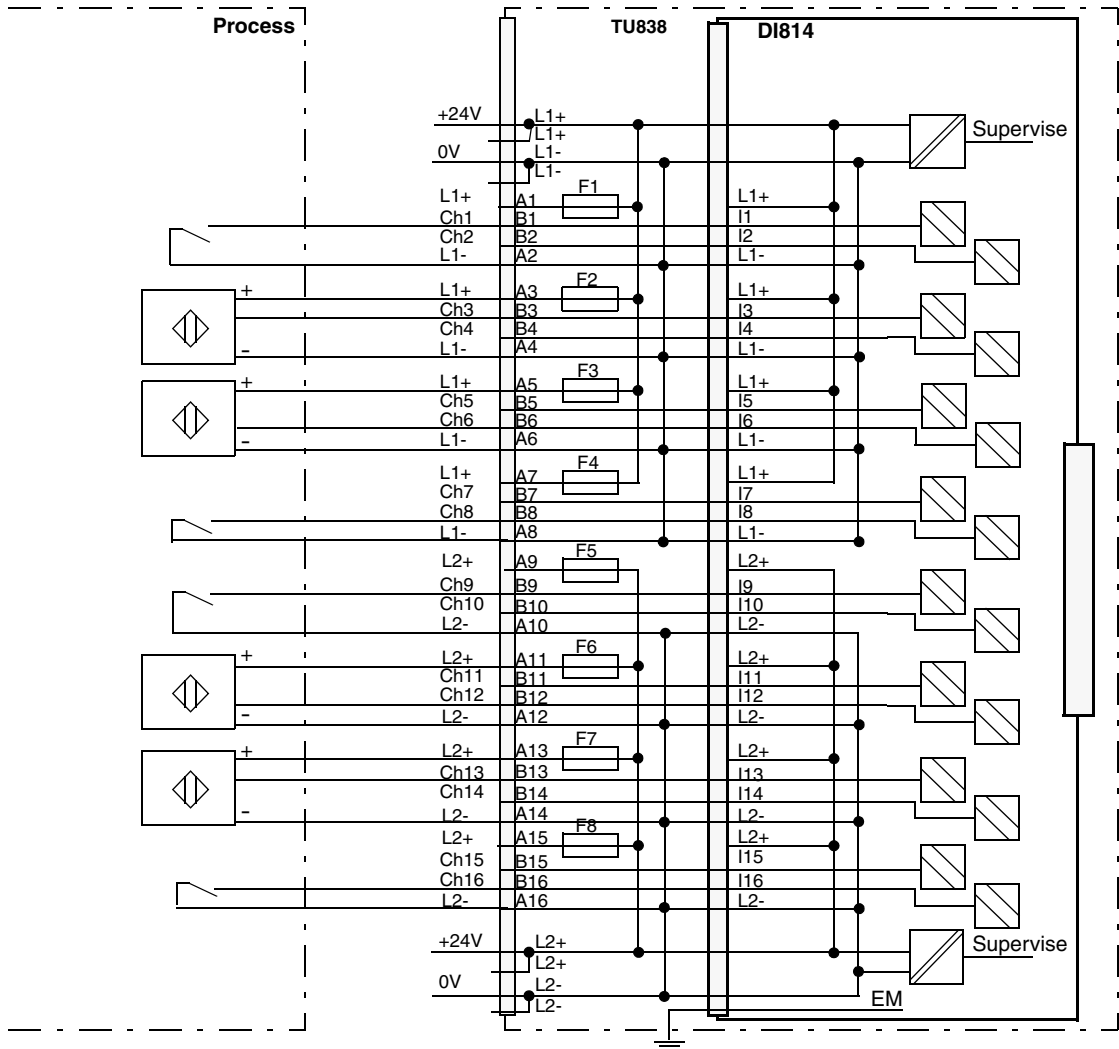 Process TU838 DI814
+24V L1+
L1+ Supervise
0V L1-
L1-
F1
L1+ A1 L1+
Ch1 B1 I1
Ch2 B2 I2
L1- A2 L1-
F2
+ L1+ A3 L1+
Ch3 B3 I3
Ch4 B4 I4
- L1- A4 L1-
F3
+ L1+ A5 L1+
Ch5 B5 I5
Ch6 B6 I6
- L1- A6 L1-
F4
L1+ A7 L1+
Ch7 B7 I7
Ch8 B8 I8
L1- A8 L1-
F5
L2+ A9 L2+
Ch9 B9 I9
Ch10 B10 I10
L2- A10 L2-
F6
+ L2+ A11 L2+
Ch11 B11 I11
Ch12 B12 I12
- L2- A12 L2-
F7
+ L2+ A13 L2+
Ch13 B13 I13
Ch14 B14 I14
- L2- A14 L2-
F8
L2+ A15 L2+
Ch15 B15 I15
Ch16 B16 I16
L2- A16 L2-
+24V L2+ Supervise
L2+
0V L2-
L2- EM